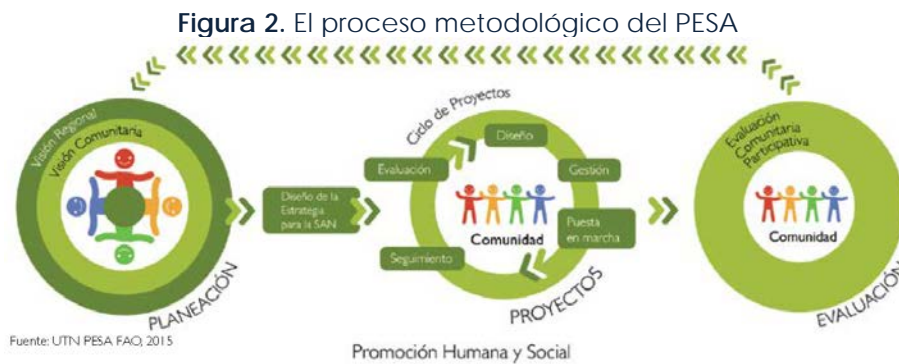 Figura 2. El proceso metodológico del PESA
Visión Regional
Visión Comunitaria
PLANEACIÓN
Diseño de la
Estrategia
para la SAN
Ciclo de Proyectos
Diseño
Evaluación
Gestión
Comunidad
Puesta
en marcha
Seguimiento
PROYECTOS
Evaluación
Comunitaria
Participativa
Comunidad
EVALUACIÓN
Fuente: UTN PESA FAO, 2015
Promoción Humana y Social